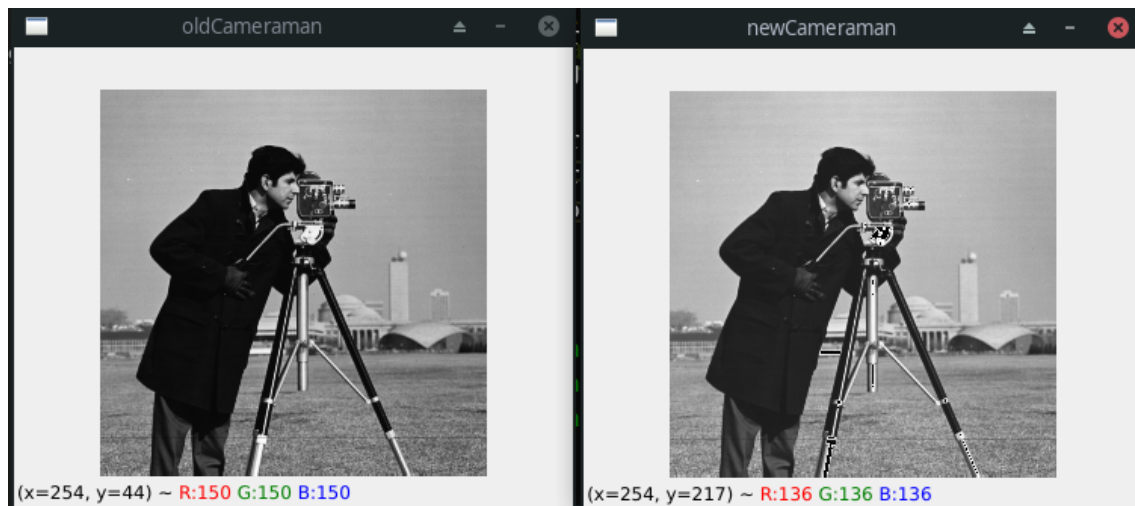 oldCameraman
newCameraman
(x=254, y=44) ~ R:150 G:150 B:150
(x=254, y=217) ~ R:136 G:136 B:136